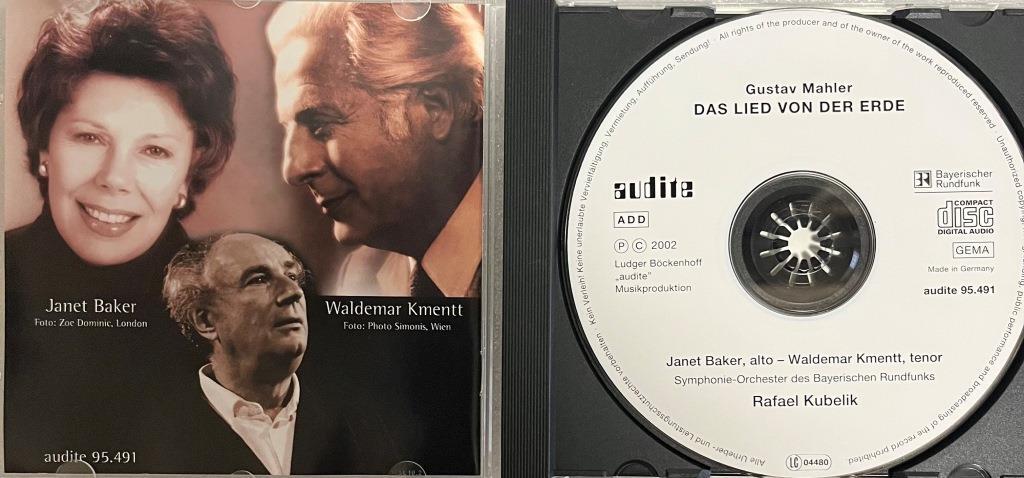 Janet Baker
Foto: Zoe Dominic, London
Waldemar Kmentt
Foto: Photo Simonis, Wien
audite 95.491
Gustav Mahler
DAS LIED VON DER ERDE
audite
ADD
Ⓟ Ⓒ 2002
Ludger Böckenhoff
„audite"
Musikproduktion
Bayerischer
Rundfunk
COMPACT
disc
DIGITAL AUDIO
GEMA
Made in Germany
audite 95.491
Janet Baker, alto – Waldemar Kmentt, tenor
Symphonie-Orchester des Bayerischen Rundfunks
Rafael Kubelik
LC 04480
Alle Urheber- und Leistungsschutzrechte vorbehalten · Kein Verleih! Keine unerlaubte Vervielfältigung, Vermietung, Aufführung, Sendung! · All rights of the producer and of the owner of the work reproduced reserved · Unauthorized copying, public performance and broadcasting of the record prohibited